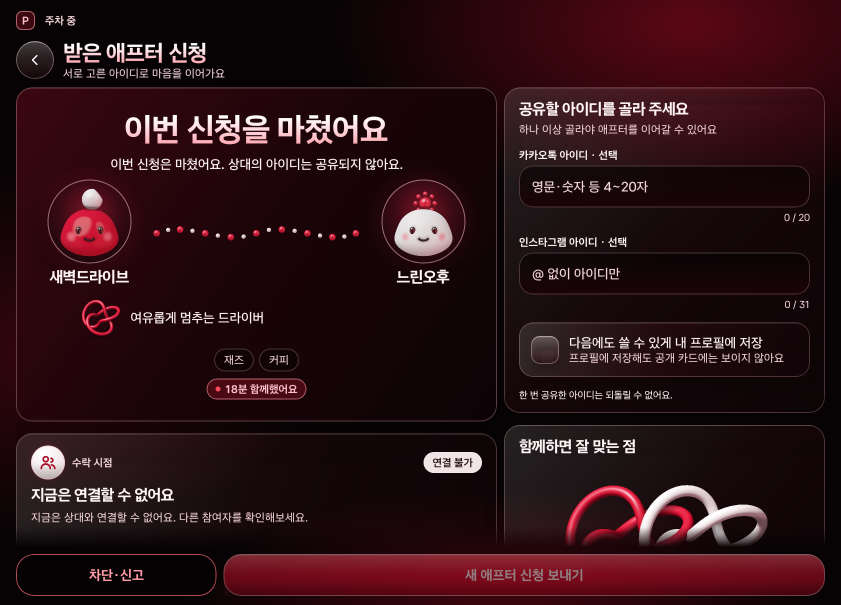 P 주차 중
받은 애프터 신청
서로 고른 아이디로 마음을 이어가요
이번 신청을 마쳤어요
이번 신청은 마쳤어요. 상대의 아이디는 공유되지 않아요.
새벽드라이브
느린오후
여유롭게 멈추는 드라이버
재즈
커피
18분 함께했어요
수락 시점
연결 불가
지금은 연결할 수 없어요
지금은 상대와 연결할 수 없어요. 다른 참여자를 확인해보세요.
공유할 아이디를 골라 주세요
하나 이상 골라야 애프터를 이어갈 수 있어요
카카오톡 아이디 · 선택
영문·숫자 등 4~20자
0 / 20
인스타그램 아이디 · 선택
@ 없이 아이디만
0 / 31
다음에도 쓸 수 있게 내 프로필에 저장
프로필에 저장해도 공개 카드에는 보이지 않아요
한 번 공유한 아이디는 되돌릴 수 없어요.
함께하면 잘 맞는 점
차단·신고
새 애프터 신청 보내기